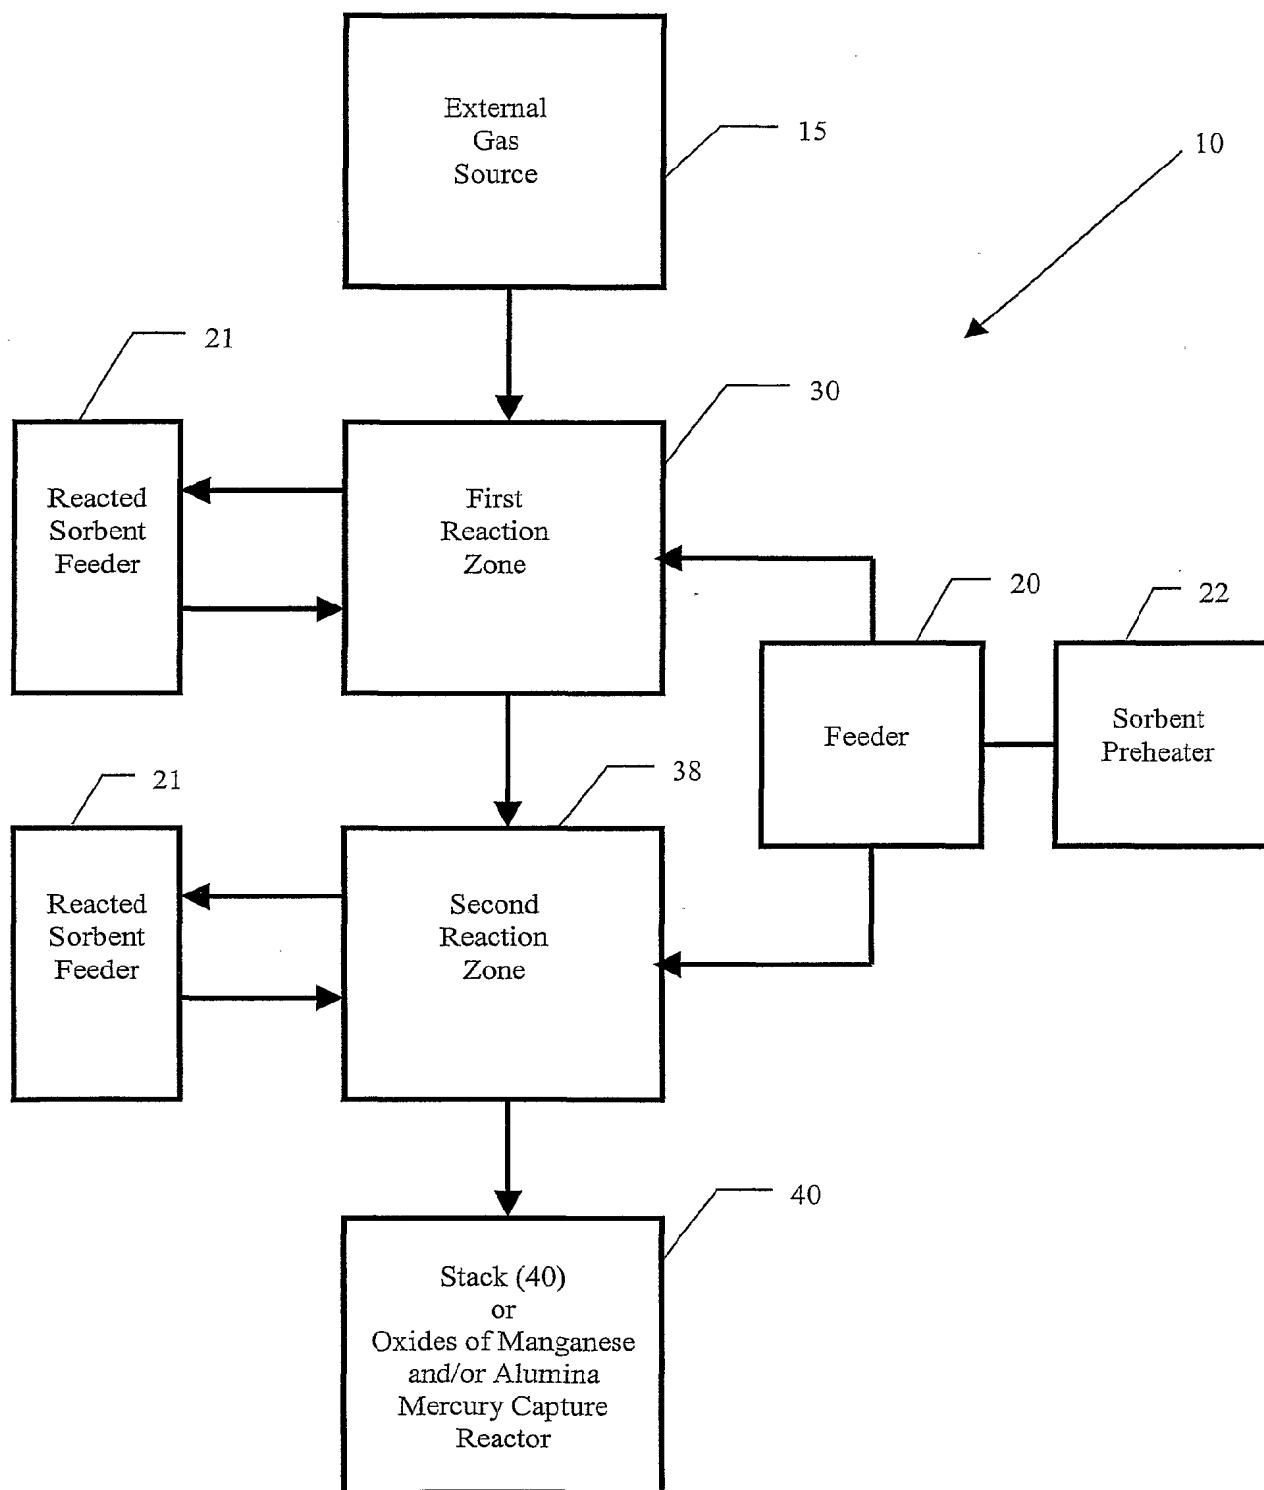 External
Gas
Source
15
10
21
30
Reacted
Sorbent
Feeder
First
Reaction
Zone
20
22
Feeder
Sorbent
Preheater
21
38
Reacted
Sorbent
Feeder
Second
Reaction
Zone
40
Stack (40)
or
Oxides of Manganese
and/or Alumina
Mercury Capture
Reactor